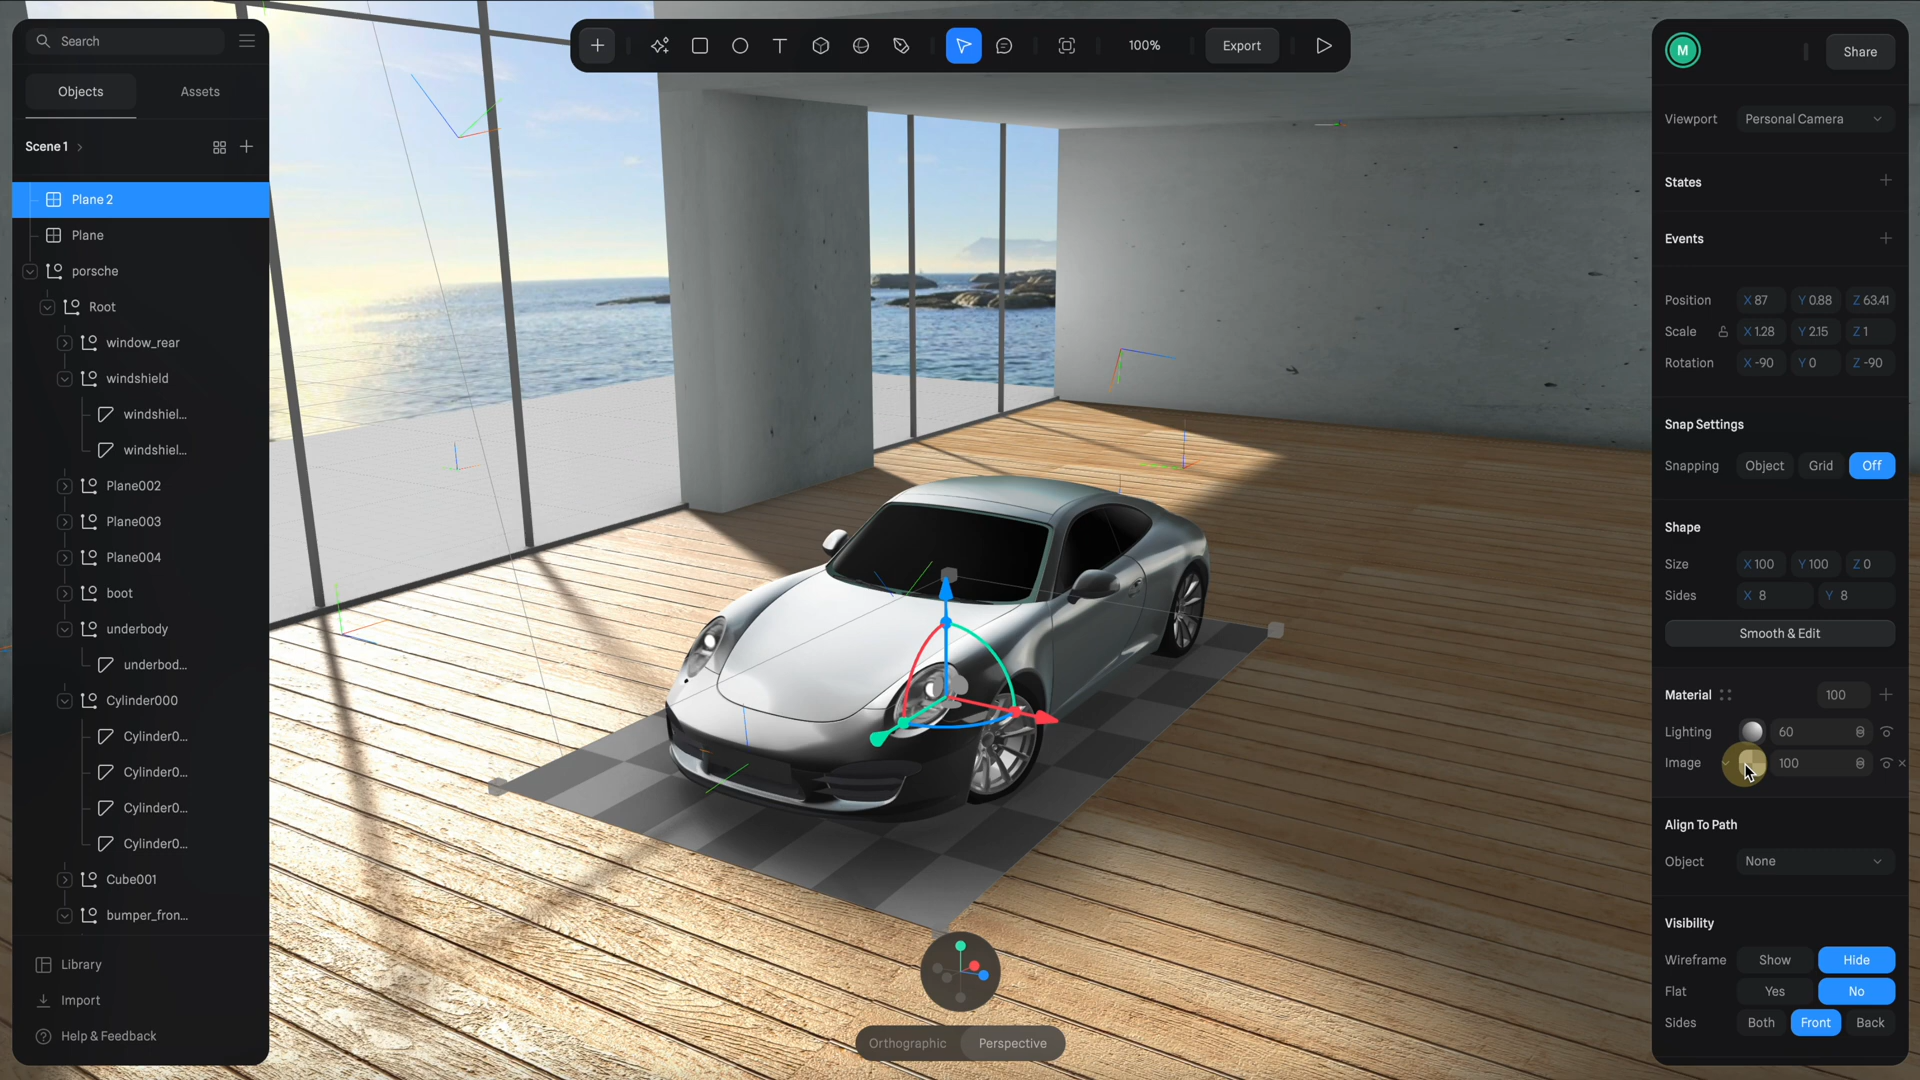 Search
Objects
Assets
Scene 1
Plane 2
Plane
porsche
Root
window_rear
windshield
windshiel...
windshiel...
Plane002
Plane003
Plane004
boot
underbody
underbod...
Cylinder000
Cylinder0...
Cylinder0...
Cylinder0...
Cylinder0...
Cube001
bumper_fron...
Library
Import
Help & Feedback
T
100%
Export
Orthographic
Perspective
M
Share
Viewport Personal Camera
States
Events
Position X 87 Y 0.88 Z 63.41
Scale X 1.28 Y 2.15 Z 1
Rotation X -90 Y 0 Z -90
Snap Settings
Snapping Object Grid Off
Shape
Size X 100 Y 100 Z 0
Sides X 8 Y 8
Smooth & Edit
Material 100
Lighting 60
Image 100
Align To Path
Object None
Visibility
Wireframe Show Hide
Flat Yes No
Sides Both Front Back